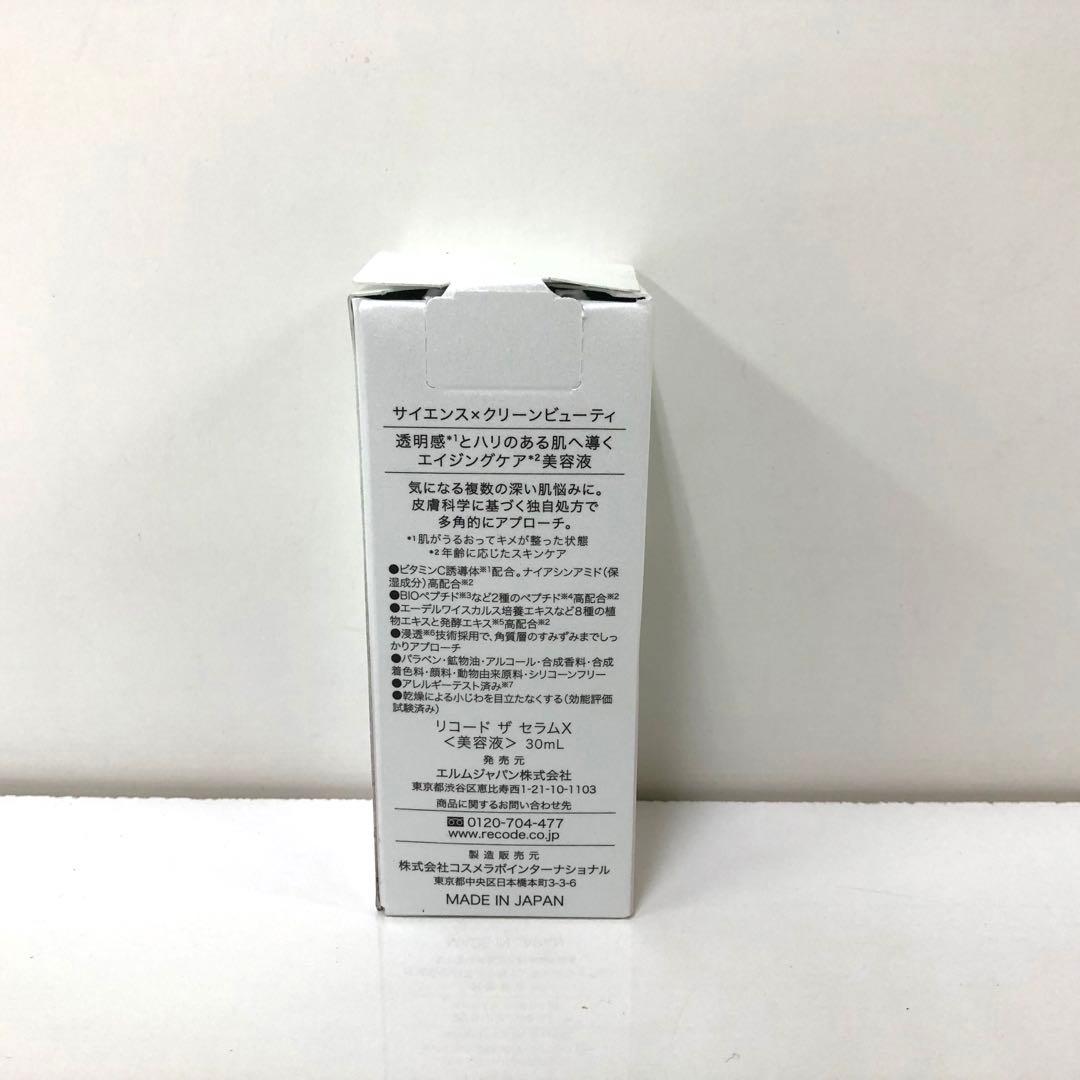 サイエンス×クリーンビューティ
透明感*1とハリのある肌へ導く
エイジングケア*2美容液
気になる複数の深い肌悩みに。
皮膚科学に基づく独自処方で
多角的にアプローチ。
*1肌がうるおってキメが整った状態
*2年齢に応じたスキンケア
●ビタミンC誘導体※1配合。ナイアシンアミド(保
湿成分)高配合※2
●BIOペプチド※3など2種のペプチド※4高配合※2
●エーデルワイスカルス培養エキスなど8種の植
物エキスと発酵エキス※5高配合※2
●浸透※6技術採用で、角質層のすみずみまでしっ
かりアプローチ
●パラベン・鉱物油・アルコール・合成香料・合成
着色料・顔料・動物由来原料・シリコーンフリー
●アレルギーテスト済み※7
●乾燥による小じわを目立たなくする(効能評価
試験済み)
リコード ザ セラムX
<美容液> 30mL
発売元
エルムジャパン株式会社
東京都渋谷区恵比寿西1-21-10-1103
商品に関するお問い合わせ先
0120-704-477
www.recode.co.jp
製造販売元
株式会社コスメラボインターナショナル
東京都中央区日本橋本町3-3-6
MADE IN JAPAN